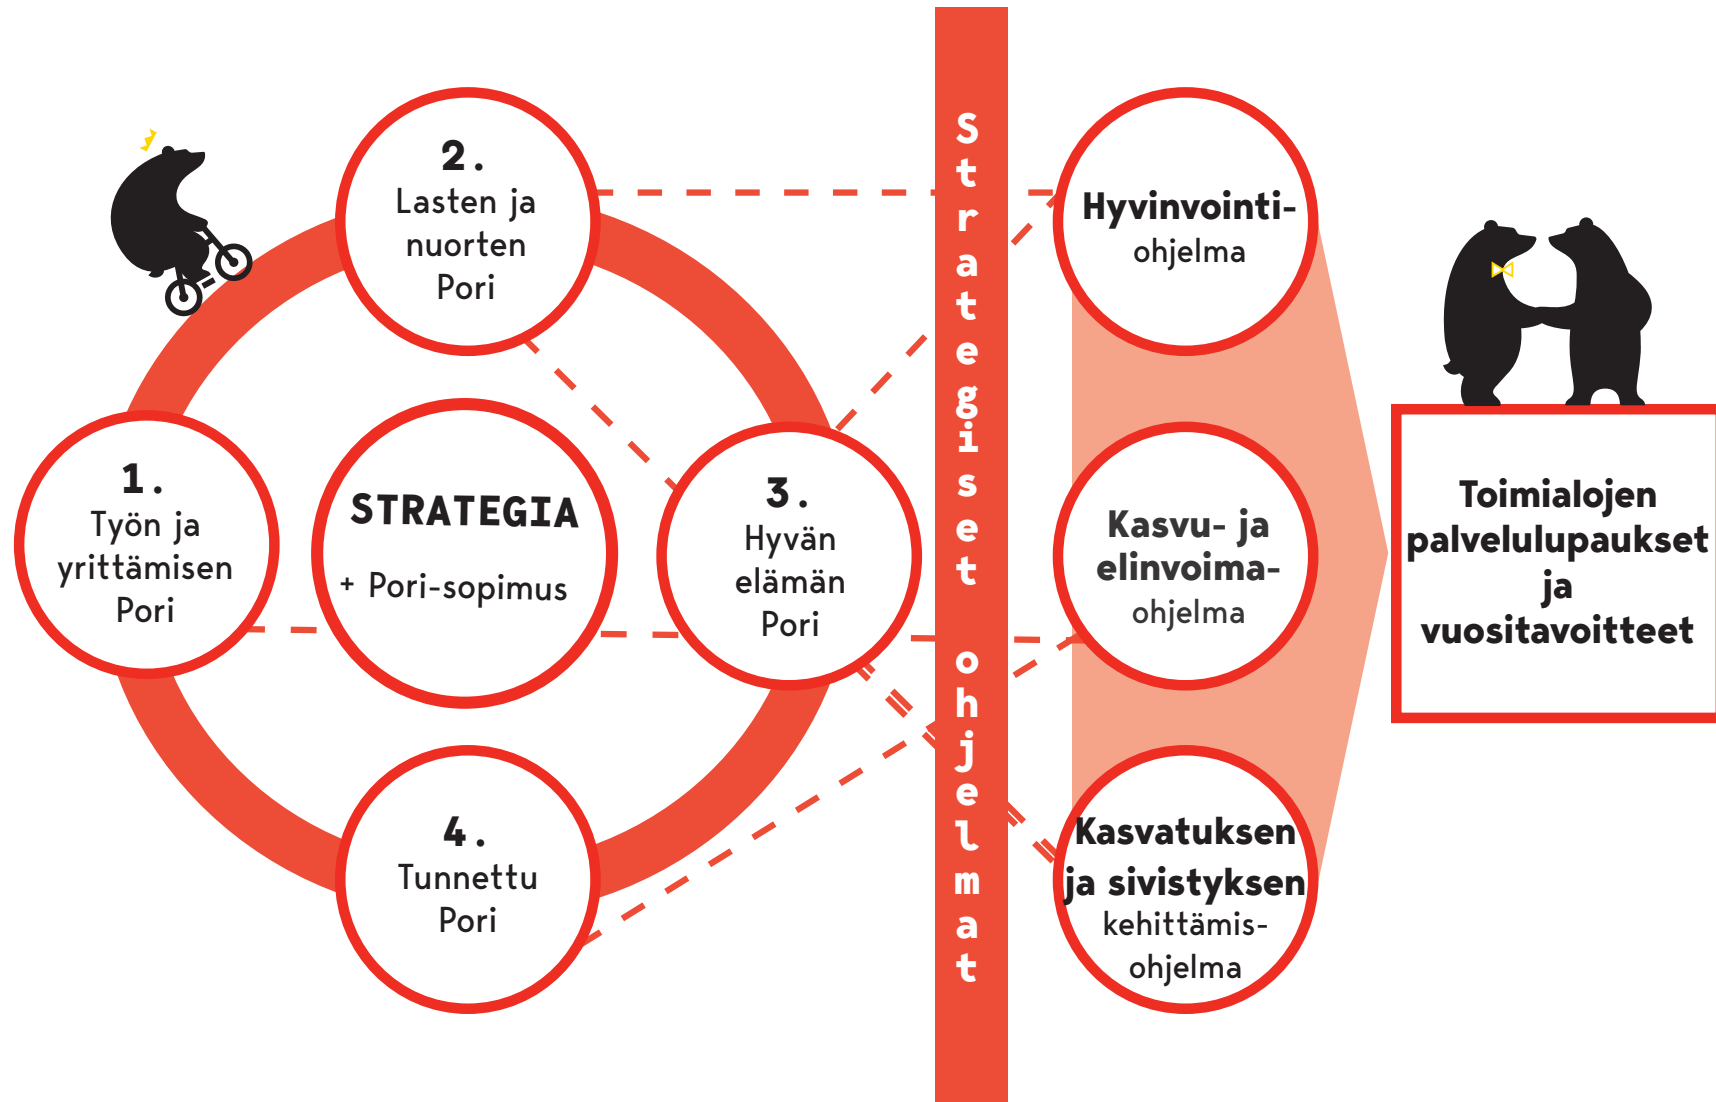 2.
Lasten ja
nuorten
Pori
1.
Työn ja
yrittämisen
Pori
STRATEGIA
+ Pori-sopimus
3.
Hyvän
elämän
Pori
4.
Tunnettu
Pori
Strategiset ohjelmat
Hyvinvointi-
ohjelma
Kasvu- ja
elinvoima-
ohjelma
Kasvatuksen
ja sivistyksen
kehittämis-
ohjelma
Toimialojen
palvelulupaukset
ja
vuositavoitteet